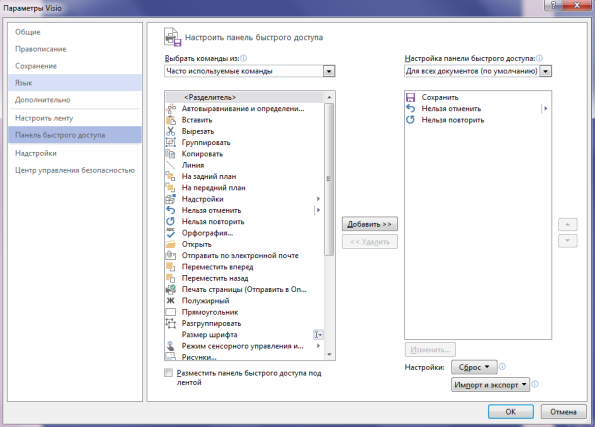 Параметры Visio
Общие
Правописание
Сохранение
Язык
Дополнительно
Настроить ленту
Панель быстрого доступа
Надстройки
Центр управления безопасностью
Настроить панель быстрого доступа
Выбрать команды из:
Часто используемые команды
<Разделитель>
Автовыравнивание и определени...
Вставить
Вырезать
Группировать
Копировать
Линия
На задний план
На передний план
Надстройки
Нельзя отменить
Нельзя повторить
Орфография...
Открыть
Отправить по электронной почте
Переместить вперед
Переместить назад
Печать страницы (Отправить в On...
Полужирный
Прямоугольник
Разгруппировать
Размер шрифта
Режим сенсорного управления и...
Рисунки...
Разместить панель быстрого доступа под
лентой
Добавить >>
<< Удалить
Настройка панели быстрого доступа:
Для всех документов (по умолчанию)
Сохранить
Нельзя отменить
Нельзя повторить
Изменить...
Настройки:
Сброс
Импорт и экспорт
ОК
Отмена